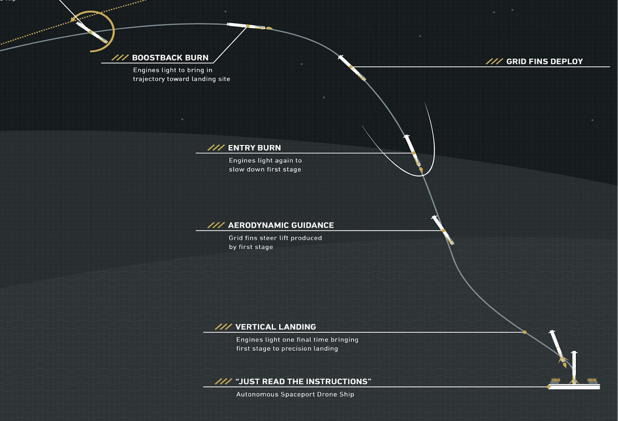 BOOSTBACK BURN
Engines light to bring in
trajectory toward landing site
GRID FINS DEPLOY
ENTRY BURN
Engines light again to
slow down first stage
AERODYNAMIC GUIDANCE
Grid fins steer lift produced
by first stage
VERTICAL LANDING
Engines light one final time bringing
first stage to precision landing
"JUST READ THE INSTRUCTIONS"
Autonomous Spaceport Drone Ship